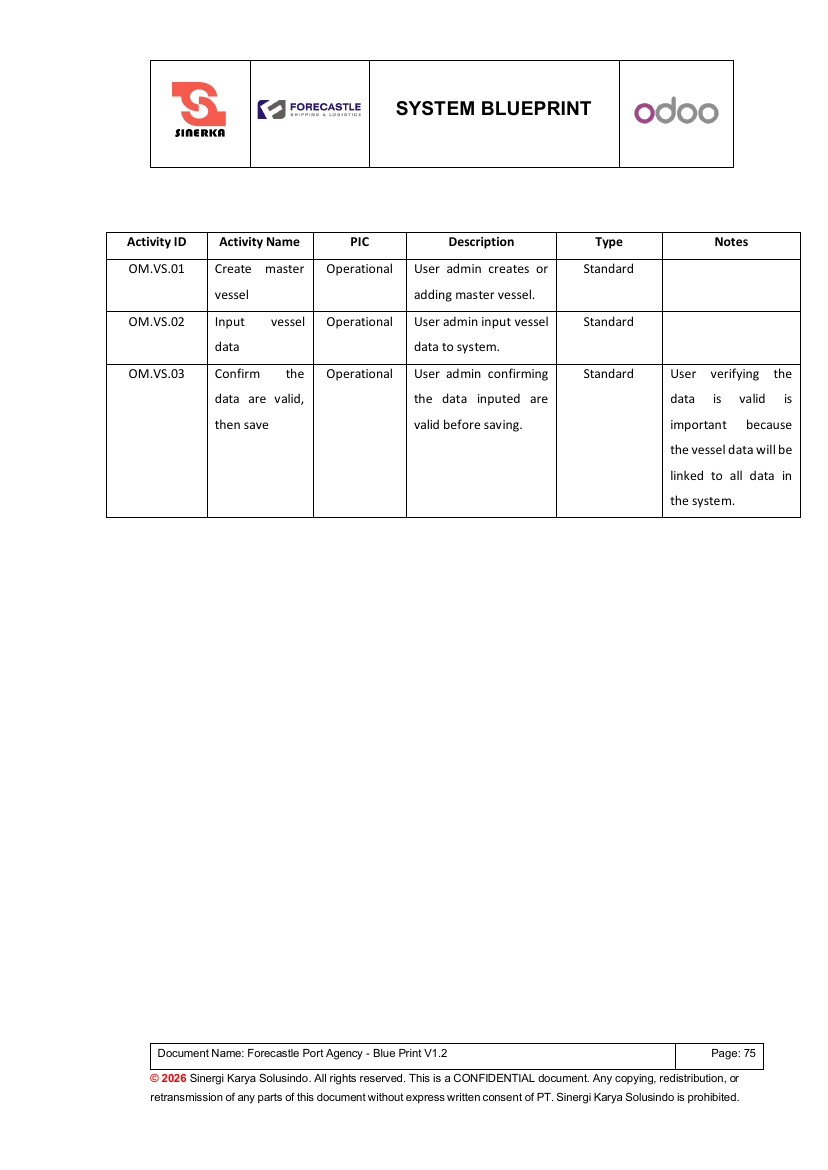 SINERKA
FORECASTLE
SHIPPING & LOGISTICS
SYSTEM BLUEPRINT
odoo
Activity ID Activity Name PIC Description Type Notes
OM.VS.01 Create master Operational User admin creates or Standard
vessel adding master vessel.
OM.VS.02 Input vessel Operational User admin input vessel Standard
data data to system.
OM.VS.03 Confirm the Operational User admin confirming Standard User verifying the
data are valid, the data inputed are data is valid is
then save valid before saving. important because
the vessel data will be
linked to all data in
the system.
Document Name: Forecastle Port Agency - Blue Print V1.2 Page: 75
© 2026 Sinergi Karya Solusindo. All rights reserved. This is a CONFIDENTIAL document. Any copying, redistribution, or
retransmission of any parts of this document without express written consent of PT. Sinergi Karya Solusindo is prohibited.